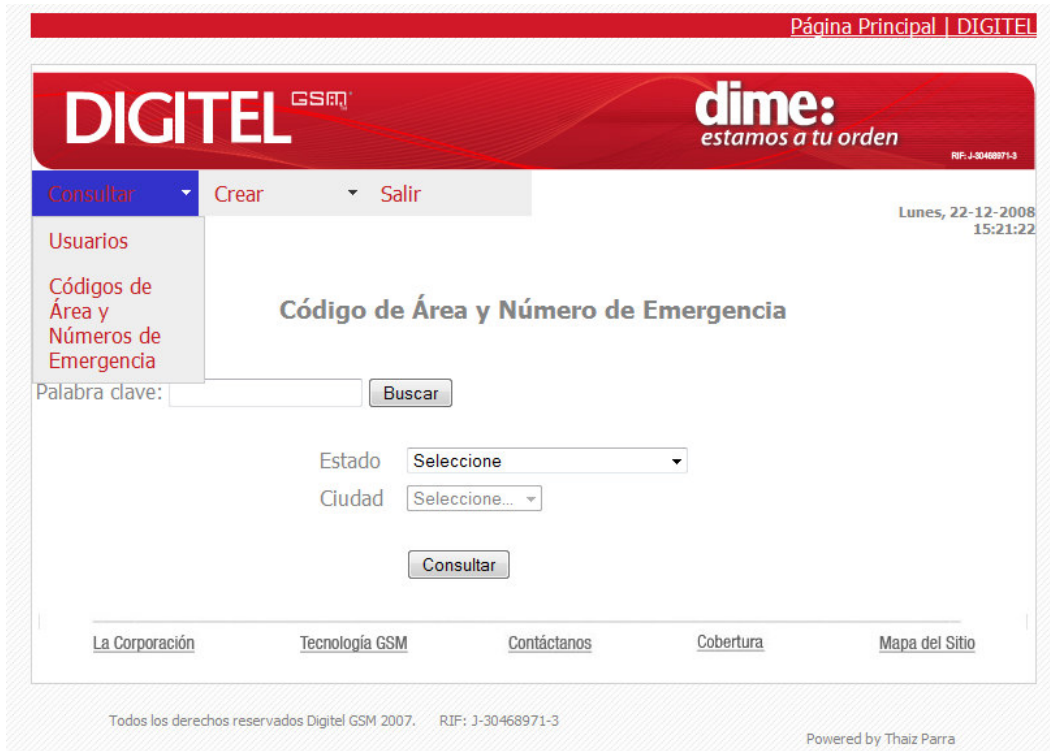 Página Principal | DIGITEL
DIGITEL GSM
dime:
estamos a tu orden
RIF: J-30468971-3
Consultar Crear Salir
Lunes, 22-12-2008
15:21:22
Usuarios
Códigos de
Área y
Números de
Emergencia
Código de Área y Número de Emergencia
Palabra clave: Buscar
Estado Seleccione
Ciudad Seleccione...
Consultar
La Corporación Tecnología GSM Contáctanos Cobertura Mapa del Sitio
Todos los derechos reservados Digitel GSM 2007. RIF: J-30468971-3
Powered by Thaiz Parra